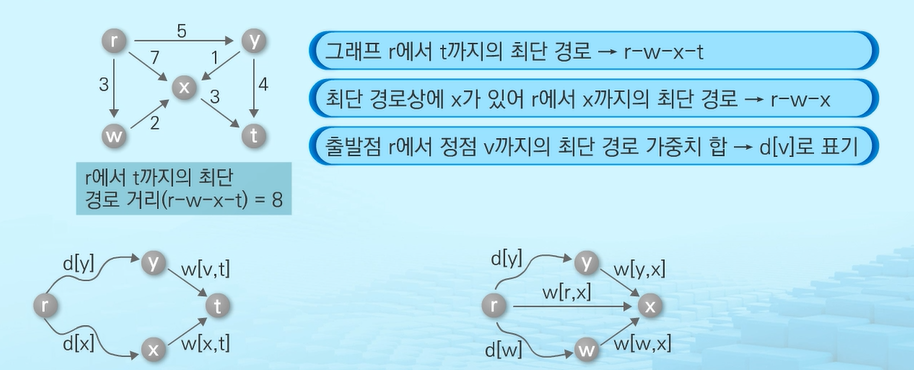 r
5
y
7
1
3
x
4
3
2
w
t
r에서 t까지의 최단
경로 거리(r-w-x-t) = 8
그래프 r에서 t까지의 최단 경로 → r-w-x-t
최단 경로상에 x가 있어 r에서 x까지의 최단 경로 → r-w-x
출발점 r에서 정점 v까지의 최단 경로 가중치 합 → d[v]로 표기
d[y]
y
w[v,t]
r
t
d[x]
x
w[x,t]
d[y]
y
w[y,x]
r
w[r,x]
x
d[w]
w
w[w,x]